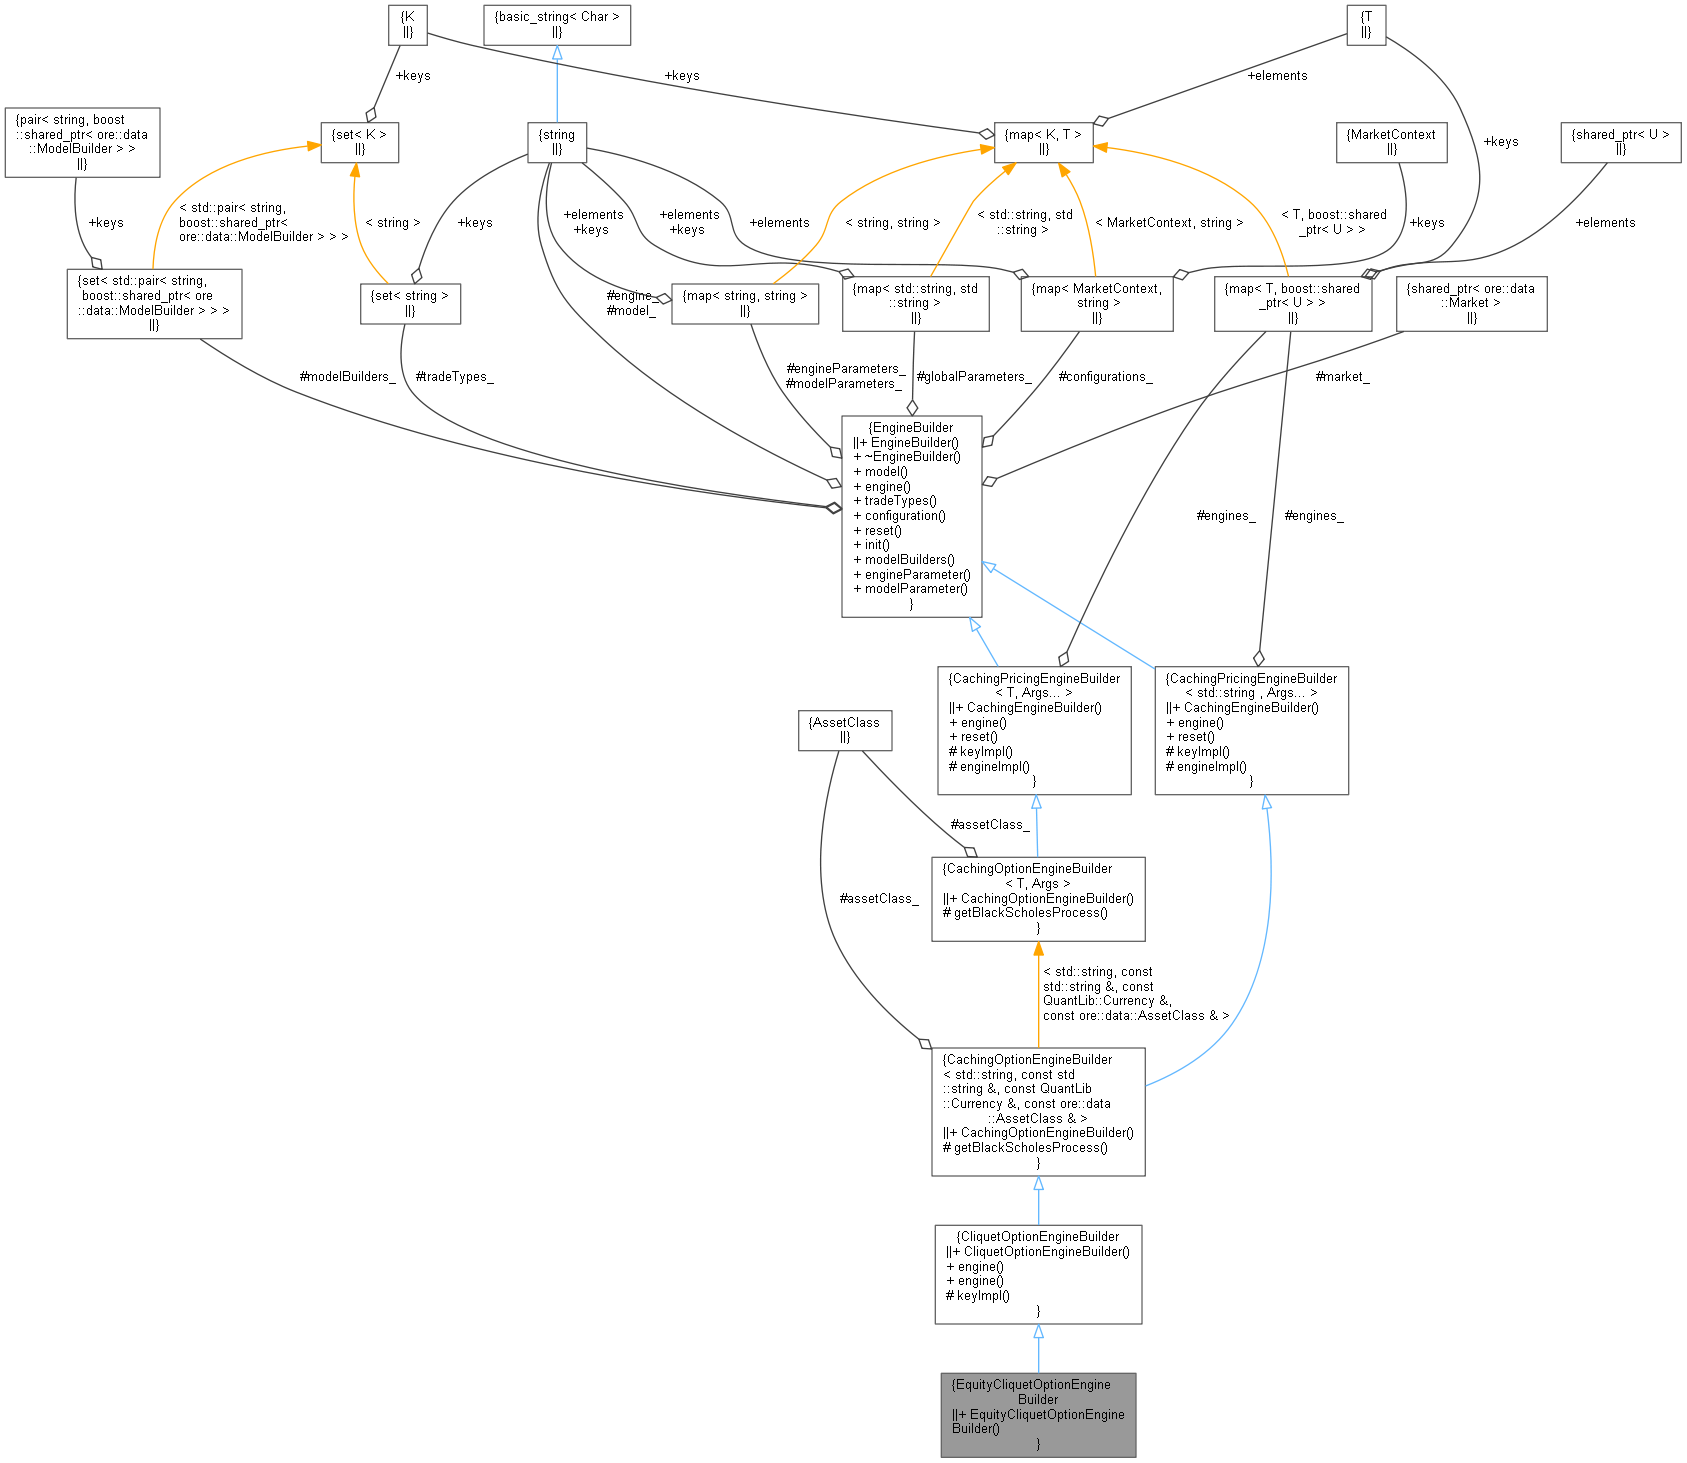 {K
||}
{basic_string< Char >
||}
{T
||}
+keys
+keys
+elements
{pair< string, boost
::shared_ptr< ore::data
::ModelBuilder > >
||}
{set< K >
||}
{string
||}
{map< K, T >
||}
{MarketContext
||}
+keys
{shared_ptr< U >
||}
+keys
< std::pair< string,
boost::shared_ptr<
ore::data::ModelBuilder > > >
< string >
+keys
+elements
+keys
+elements
+keys
+elements
< string, string >
< std::string, std
::string >
< MarketContext, string >
< T, boost::shared
_ptr< U > >
+keys
+elements
{set< std::pair< string,
boost::shared_ptr< ore
::data::ModelBuilder > > >
||}
{set< string >
||}
#engine_
#model_
{map< string, string >
||}
{map< std::string, std
::string >
||}
{map< MarketContext,
string >
||}
{map< T, boost::shared
_ptr< U > >
||}
{shared_ptr< ore::data
::Market >
||}
#modelBuilders_
#tradeTypes_
#engineParameters_
#modelParameters_
#globalParameters_
#configurations_
#market_
{EngineBuilder
||+ EngineBuilder()
+ ~EngineBuilder()
+ model()
+ engine()
+ tradeTypes()
+ configuration()
+ reset()
+ init()
+ modelBuilders()
+ engineParameter()
+ modelParameter()
}
#engines_
#engines_
{CachingPricingEngineBuilder
< T, Args... >
||+ CachingEngineBuilder()
+ engine()
+ reset()
# keyImpl()
# engineImpl()
}
{CachingPricingEngineBuilder
< std::string , Args... >
||+ CachingEngineBuilder()
+ engine()
+ reset()
# keyImpl()
# engineImpl()
}
{AssetClass
||}
#assetClass_
#assetClass_
{CachingOptionEngineBuilder
< T, Args >
||+ CachingOptionEngineBuilder()
# getBlackScholesProcess()
}
< std::string, const
std::string &, const
QuantLib::Currency &,
const ore::data::AssetClass & >
{CachingOptionEngineBuilder
< std::string, const std
::string &, const QuantLib
::Currency &, const ore::data
::AssetClass & >
||+ CachingOptionEngineBuilder()
# getBlackScholesProcess()
}
{CliquetOptionEngineBuilder
||+ CliquetOptionEngineBuilder()
+ engine()
+ engine()
# keyImpl()
}
{EquityCliquetOptionEngine
Builder
||+ EquityCliquetOptionEngine
Builder()
}